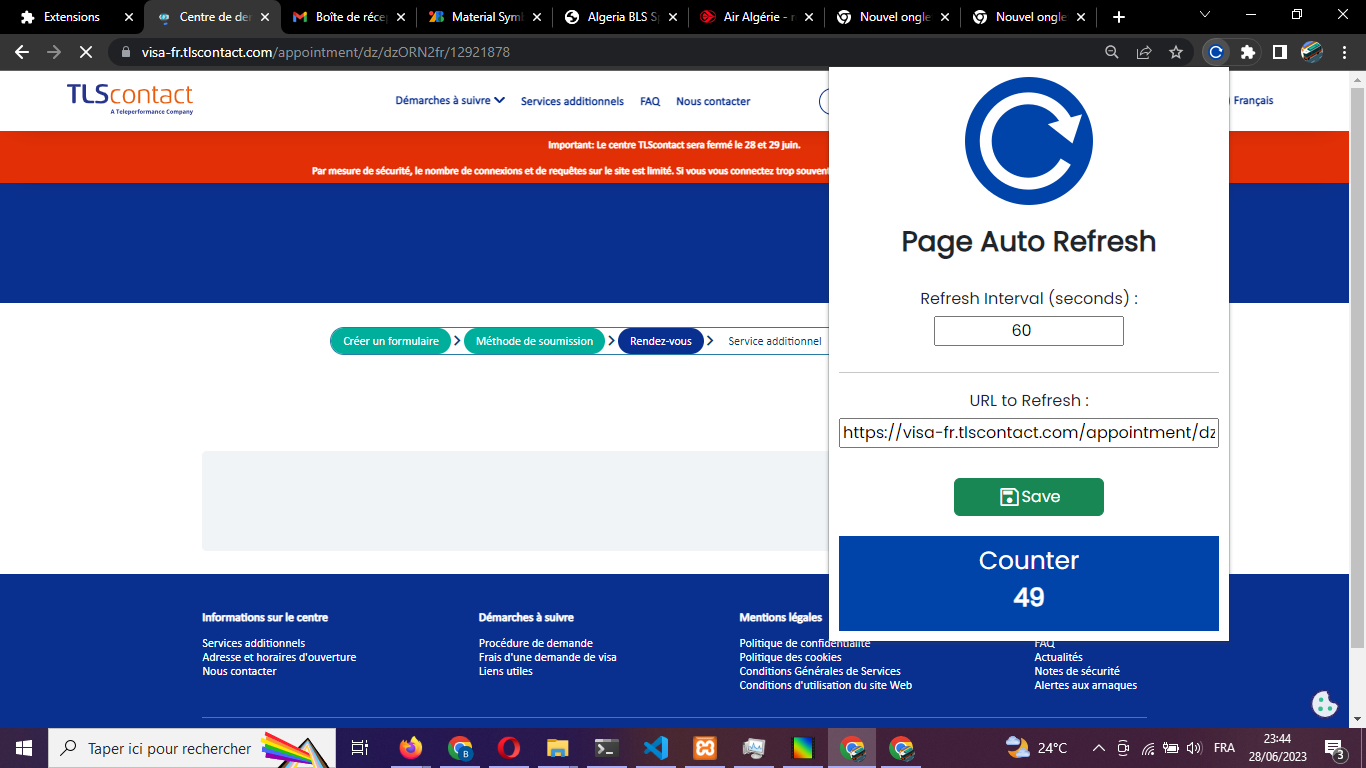 Extensions
Centre de der
Boîte de récep
Material Syml
Algeria BLS Sp
Air Algérie - r
Nouvel ongle
Nouvel ongle
visa-fr.tlscontact.com/appointment/dz/dzORN2fr/12921878
TLScontact
A Teleperformance Company
Démarches à suivre
Services additionnels
FAQ
Nous contacter
Français
Important: Le centre TLScontact sera fermé le 28 et 29 juin.
Par mesure de sécurité, le nombre de connexions et de requêtes sur le site est limité. Si vous vous connectez trop souvent
Page Auto Refresh
Refresh Interval (seconds) :
60
URL to Refresh :
https://visa-fr.tlscontact.com/appointment/dz
Save
Counter
49
Créer un formulaire
Méthode de soumission
Rendez-vous
Service additionnel
Informations sur le centre
Services additionnels
Adresse et horaires d'ouverture
Nous contacter
Démarches à suivre
Procédure de demande
Frais d'une demande de visa
Liens utiles
Mentions légales
Politique de confidentialité
Politique des cookies
Conditions Générales de Services
Conditions d'utilisation du site Web
FAQ
Actualités
Notes de sécurité
Alertes aux arnaques
Taper ici pour rechercher
24°C
FRA
23:44
28/06/2023
3